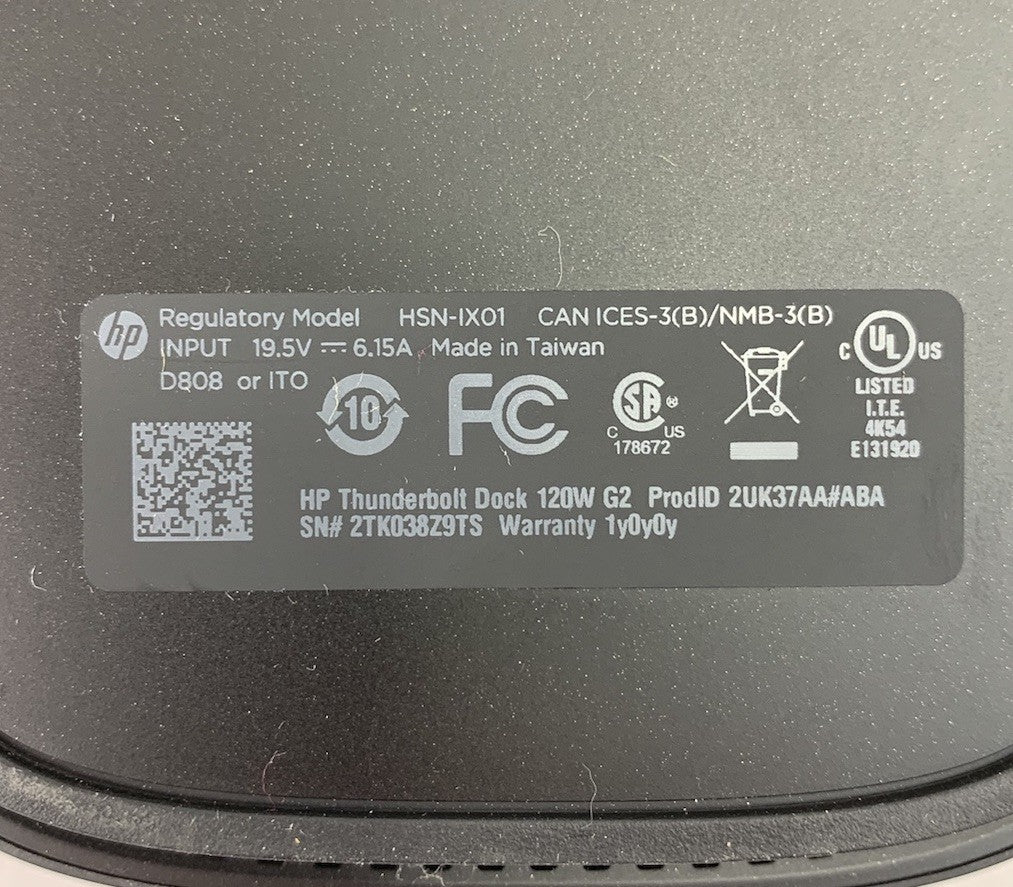 hp
Regulatory Model HSN-IX01 CAN ICES-3(B)/NMB-3(B)
INPUT 19.5V ⎓ 6.15A Made in Taiwan
D808 or ITO
10
FC
SA ®
C US
178672
C UL US
LISTED
I.T.E.
4K54
E131920
HP Thunderbolt Dock 120W G2 ProdID 2UK37AA#ABA
SN# 2TK038Z9TS Warranty 1y0y0y